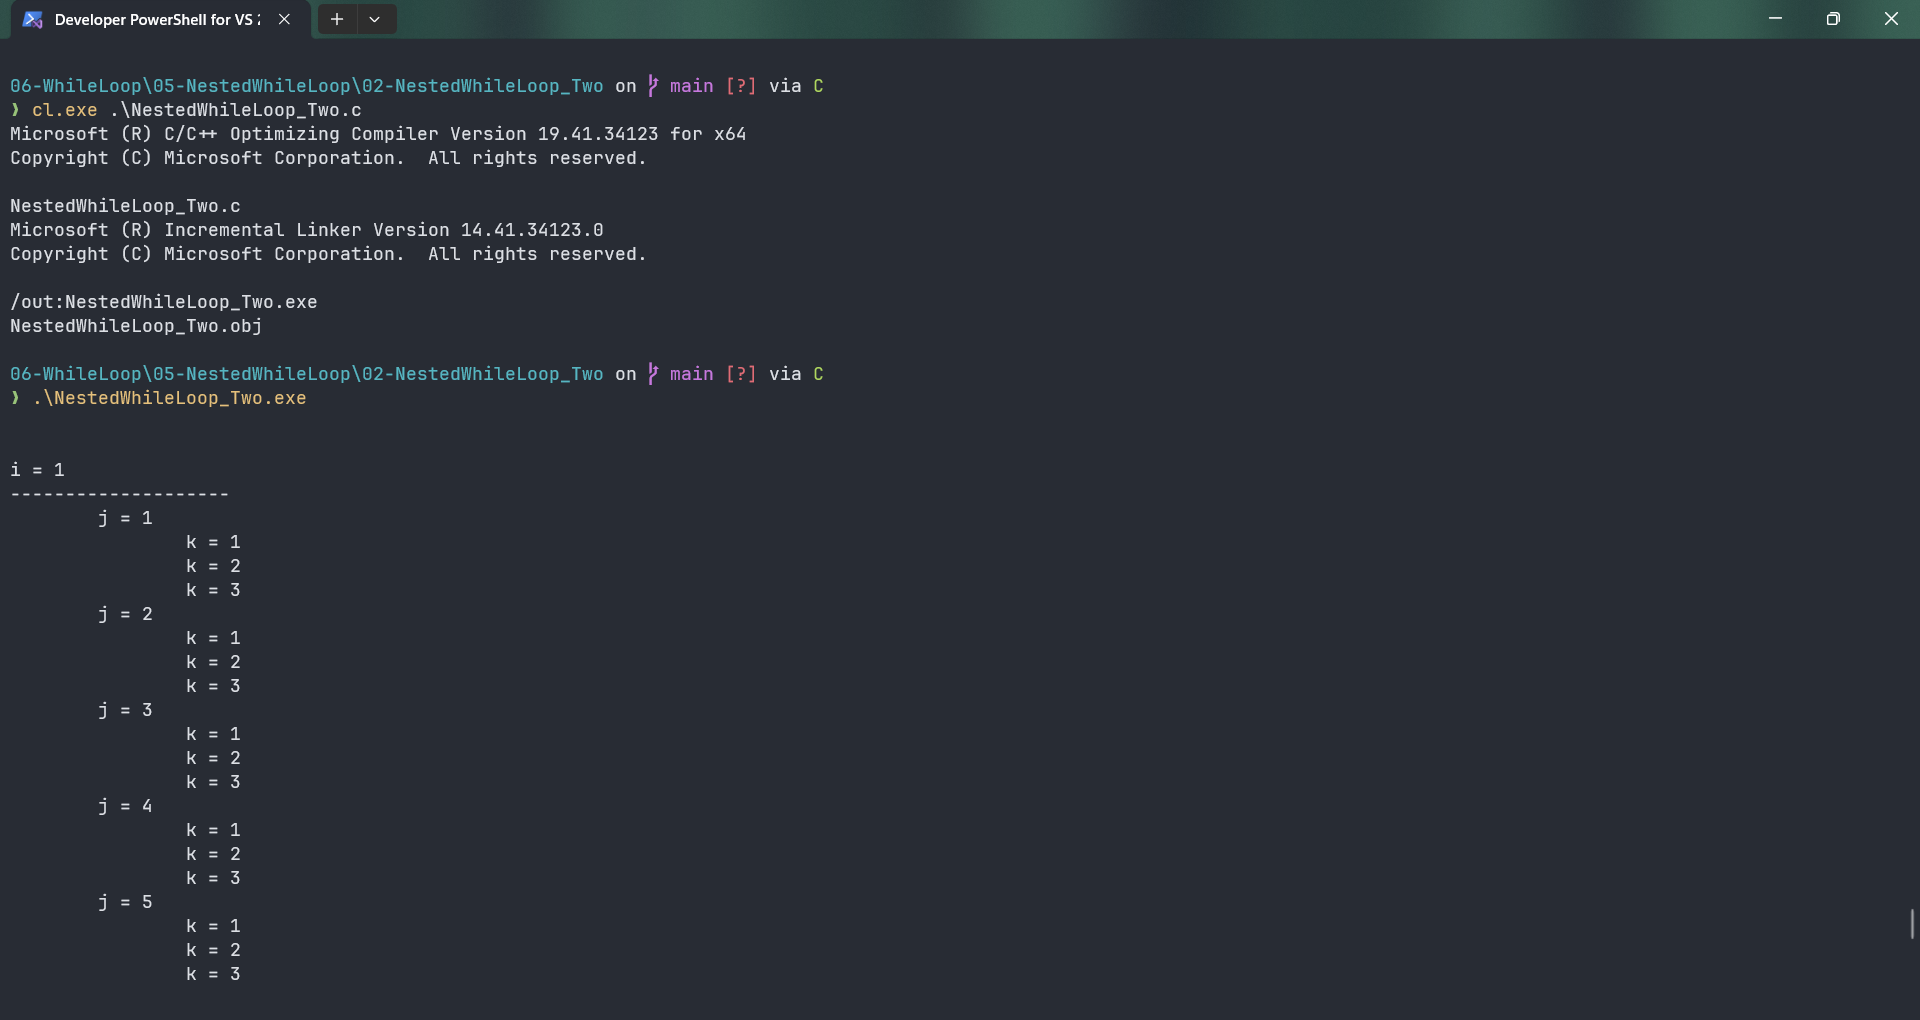 Developer PowerShell for VS 2
06-WhileLoop\05-NestedWhileLoop\02-NestedWhileLoop_Two on main [?] via C
❯ cl.exe .\NestedWhileLoop_Two.c
Microsoft (R) C/C++ Optimizing Compiler Version 19.41.34123 for x64
Copyright (C) Microsoft Corporation.  All rights reserved.
NestedWhileLoop_Two.c
Microsoft (R) Incremental Linker Version 14.41.34123.0
Copyright (C) Microsoft Corporation.  All rights reserved.
/out:NestedWhileLoop_Two.exe
NestedWhileLoop_Two.obj
06-WhileLoop\05-NestedWhileLoop\02-NestedWhileLoop_Two on main [?] via C
❯ .\NestedWhileLoop_Two.exe
i = 1
--------------------
j = 1
k = 1
k = 2
k = 3
j = 2
k = 1
k = 2
k = 3
j = 3
k = 1
k = 2
k = 3
j = 4
k = 1
k = 2
k = 3
j = 5
k = 1
k = 2
k = 3